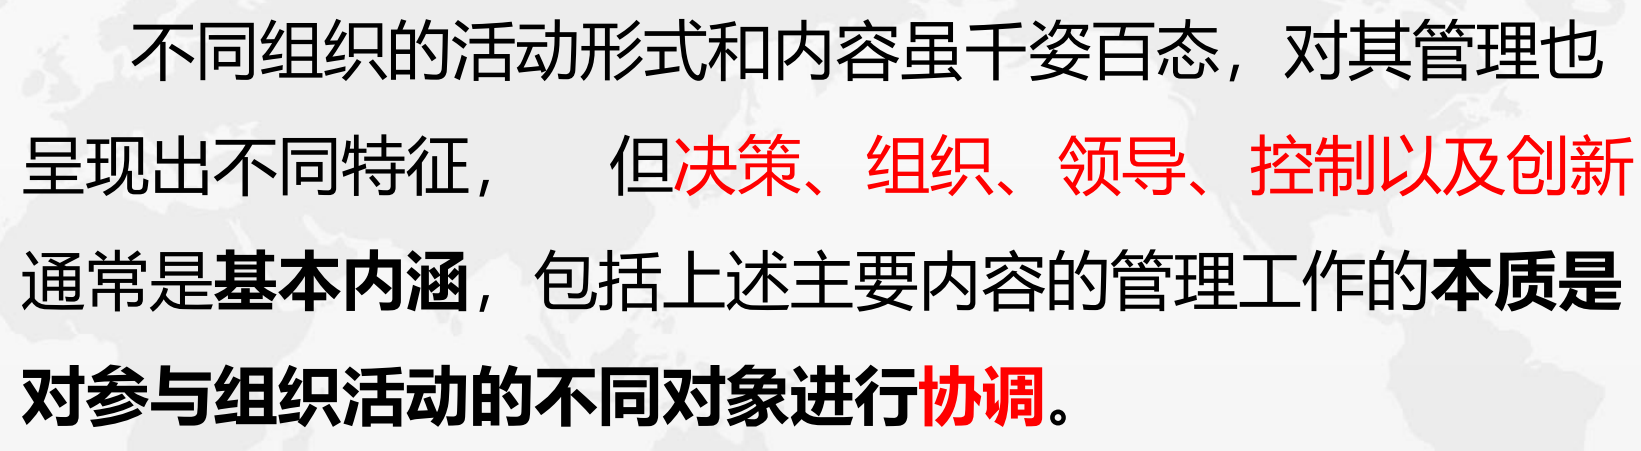 不同组织的活动形式和内容虽千姿百态，对其管理也
呈现出不同特征， 但决策、组织、领导、控制以及创新
通常是基本内涵，包括上述主要内容的管理工作的本质是
对参与组织活动的不同对象进行协调。